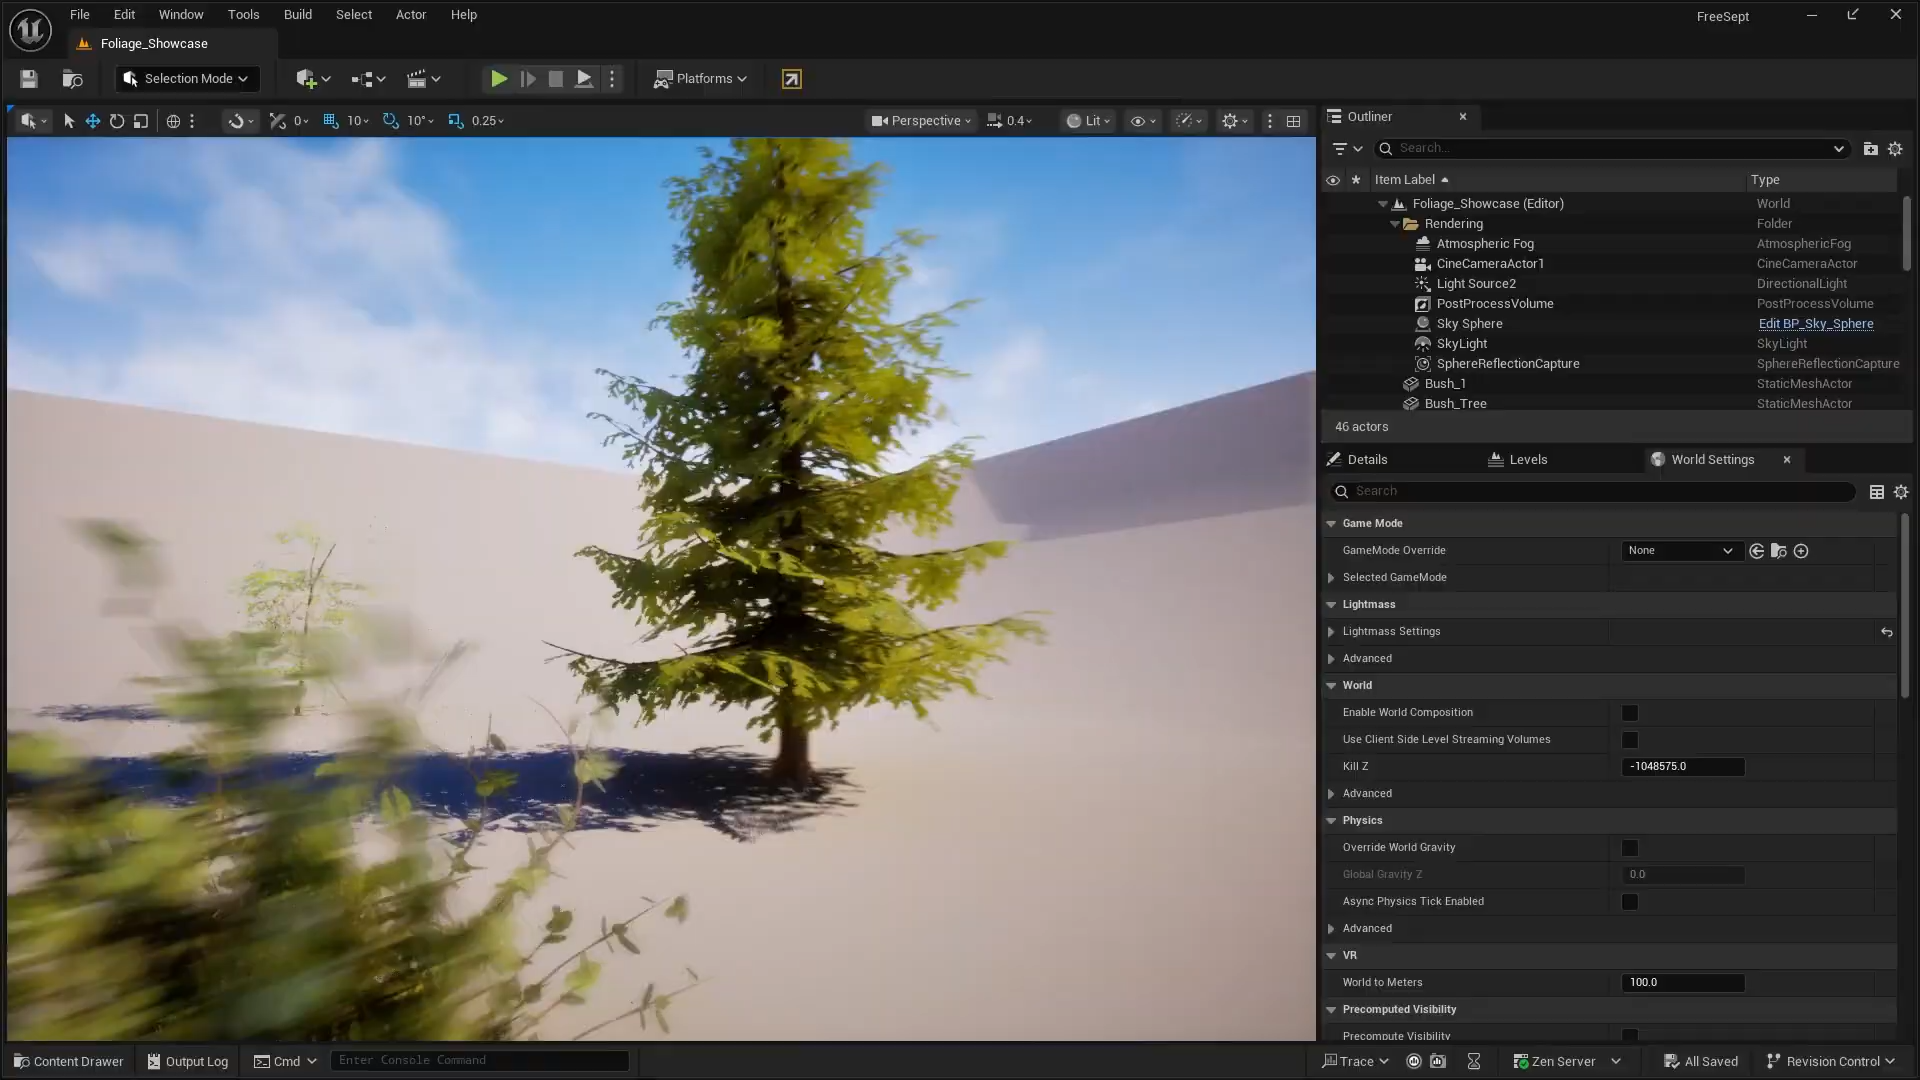 File Edit Window Tools Build Select Actor Help
FreeSept
Foliage_Showcase
Selection Mode
Platforms
0
10
10°
0.25
Perspective
0.4
Lit
Outliner
Search...
Item Label
Type
Foliage_Showcase (Editor) World
Rendering Folder
Atmospheric Fog AtmosphericFog
CineCameraActor1 CineCameraActor
Light Source2 DirectionalLight
PostProcessVolume PostProcessVolume
Sky Sphere Edit BP_Sky_Sphere
SkyLight SkyLight
SphereReflectionCapture SphereReflectionCapture
Bush_1 StaticMeshActor
Bush_Tree StaticMeshActor
46 actors
Details Levels World Settings
Search
Game Mode
GameMode Override None
Selected GameMode
Lightmass
Lightmass Settings
Advanced
World
Enable World Composition
Use Client Side Level Streaming Volumes
Kill Z -1048575.0
Advanced
Physics
Override World Gravity
Global Gravity Z 0.0
Async Physics Tick Enabled
Advanced
VR
World to Meters 100.0
Precomputed Visibility
Precompute Visibility
Content Drawer Output Log Cmd Enter Console Command Trace Zen Server All Saved Revision Control